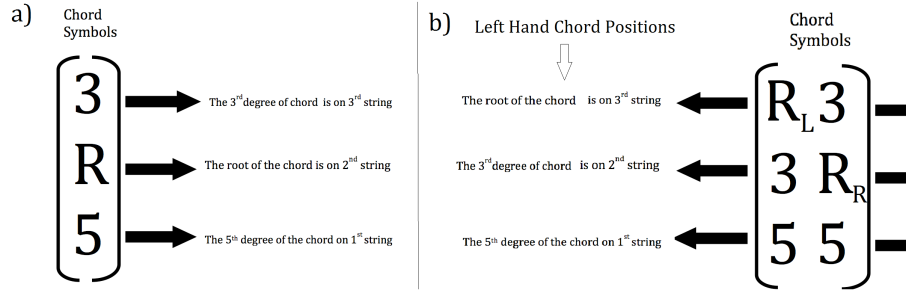 a)
Chord
Symbols
3
The 3rd degree of chord is on 3rd string
R
The root of the chord is on 2nd string
5
The 5th degree of the chord on 1st string
b)
Left Hand Chord Positions
Chord
Symbols
The root of the chord is on 3rd string
RL 3
The 3rd degree of chord is on 2nd string
3 RR
The 5th degree of the chord on 1st string
5 5